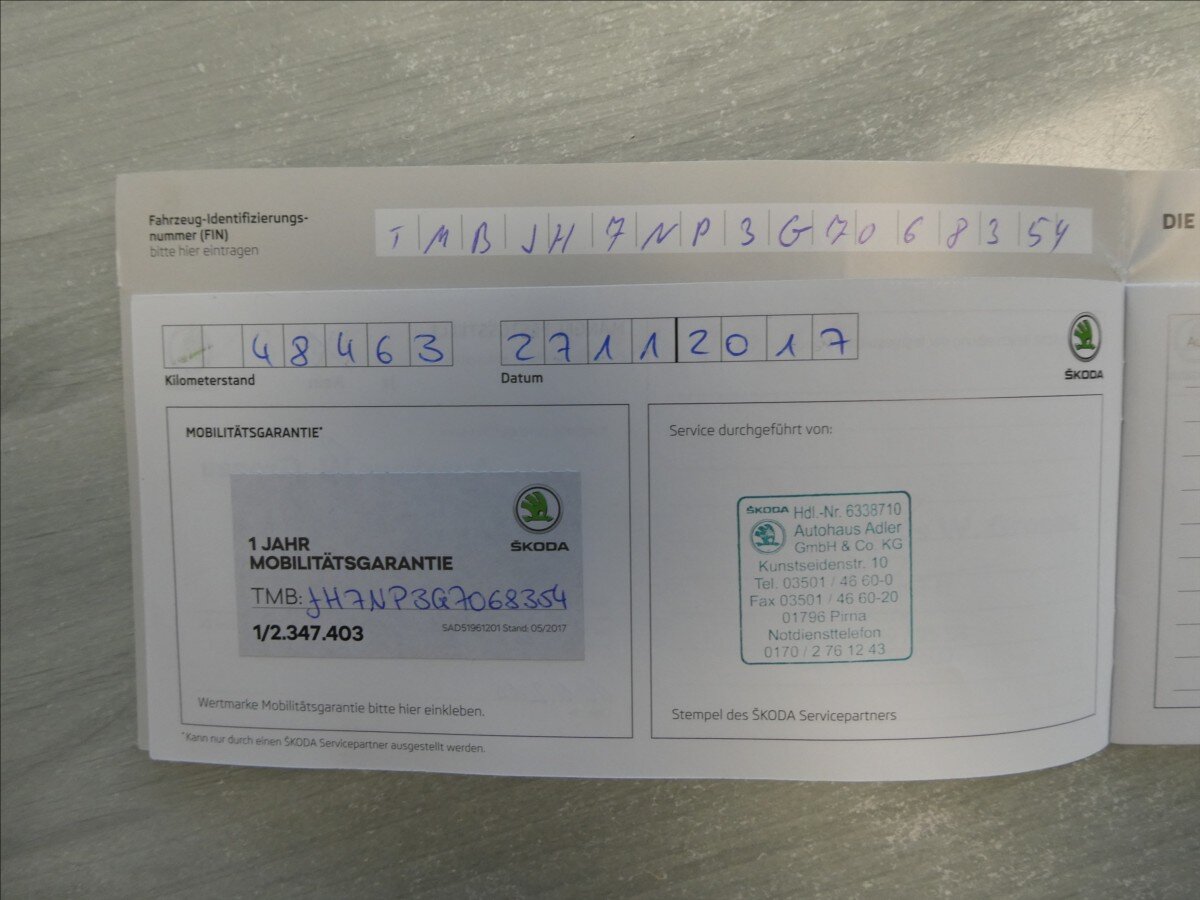 Fahrzeug-Identifizierungs-
nummer (FIN)
bitte hier eintragen
TMBJH7NP3G7068354
DIE
48463
Kilometerstand
27112017
Datum
ŠKODA
MOBILITÄTSGARANTIE*
ŠKODA
1 JAHR
MOBILITÄTSGARANTIE
TMB: JH7NP3G7068354
1/2.347.403
SAD51961201 Stand: 05/2017
Wertmarke Mobilitätsgarantie bitte hier einkleben.
*Kann nur durch einen ŠKODA Servicepartner ausgestellt werden.
Service durchgeführt von:
ŠKODA Hdl.-Nr. 6338710
Autohaus Adler
GmbH & Co. KG
Kunstseidenstr. 10
Tel. 03501 / 46 60-0
Fax 03501 / 46 60-20
01796 Pirna
Notdiensttelefon
0170 / 2 76 12 43
Stempel des ŠKODA Servicepartners